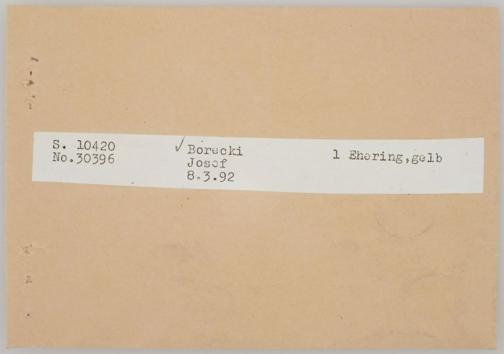 S. 10420
No.30396
✓Borecki
Josef
8.3.92
1 Ehering,gelb